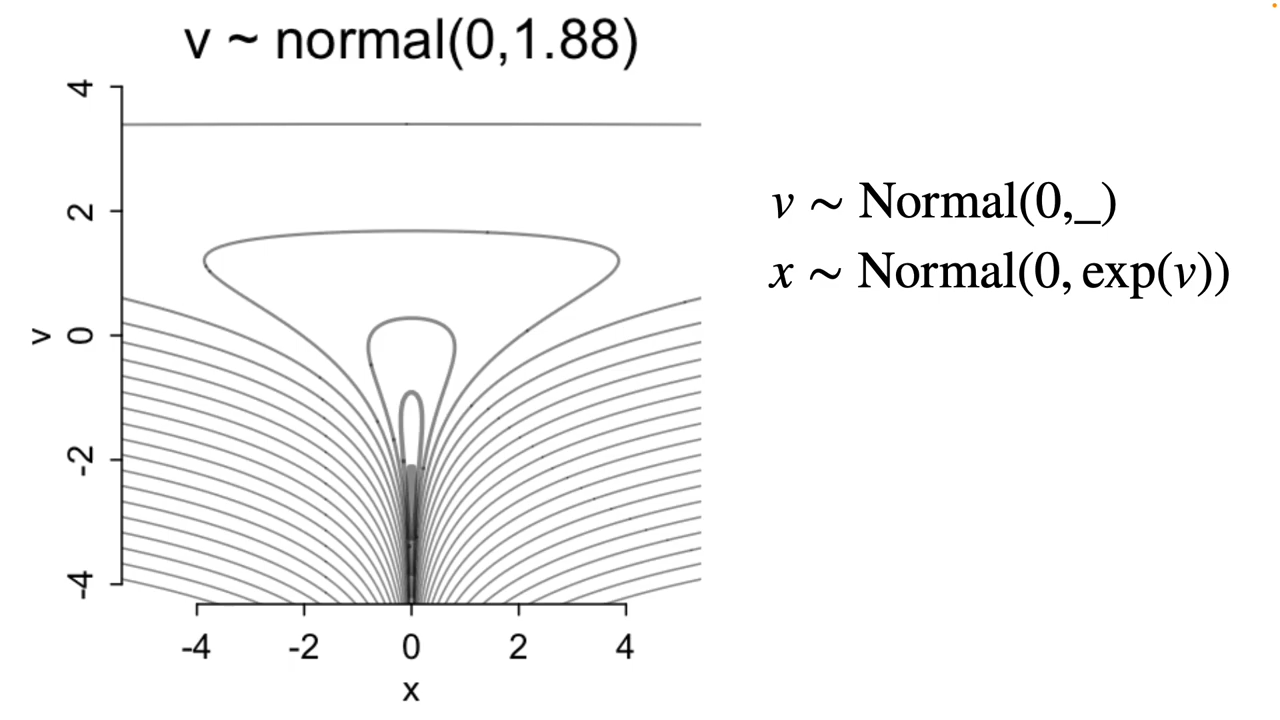 v ~ normal(0,1.88)
4
2
0
-2
-4
v
-4 -2 0 2 4
x
v ∼ Normal(0,_)
x ∼ Normal(0, exp(v))